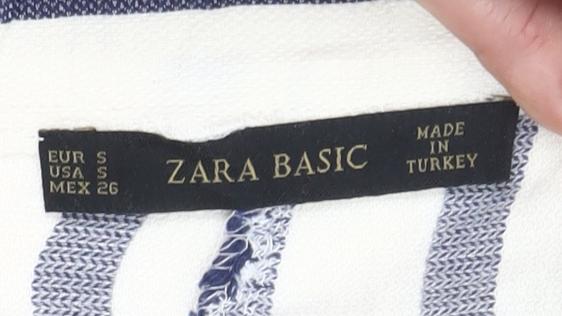 EUR S
USA S
MEX 26
ZARA BASIC
MADE
IN
TURKEY